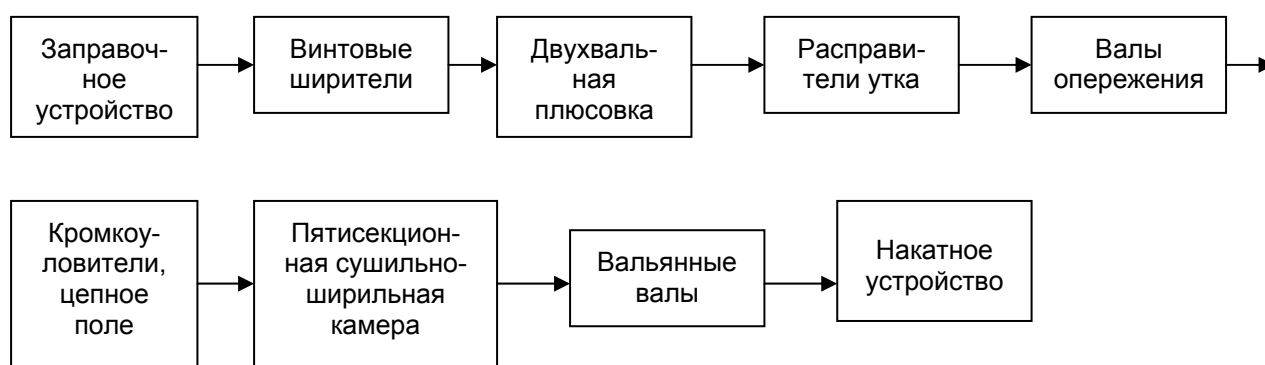 Заправоч-
ное
устройство
Винтовые
ширители
Двухваль-
ная
плюсовка
Расправи-
тели утка
Валы
опережения
Кромкоу-
ловители,
цепное
поле
Пятисекцион-
ная сушильно-
ширильная
камера
Вальянные
валы
Накатное
устройство